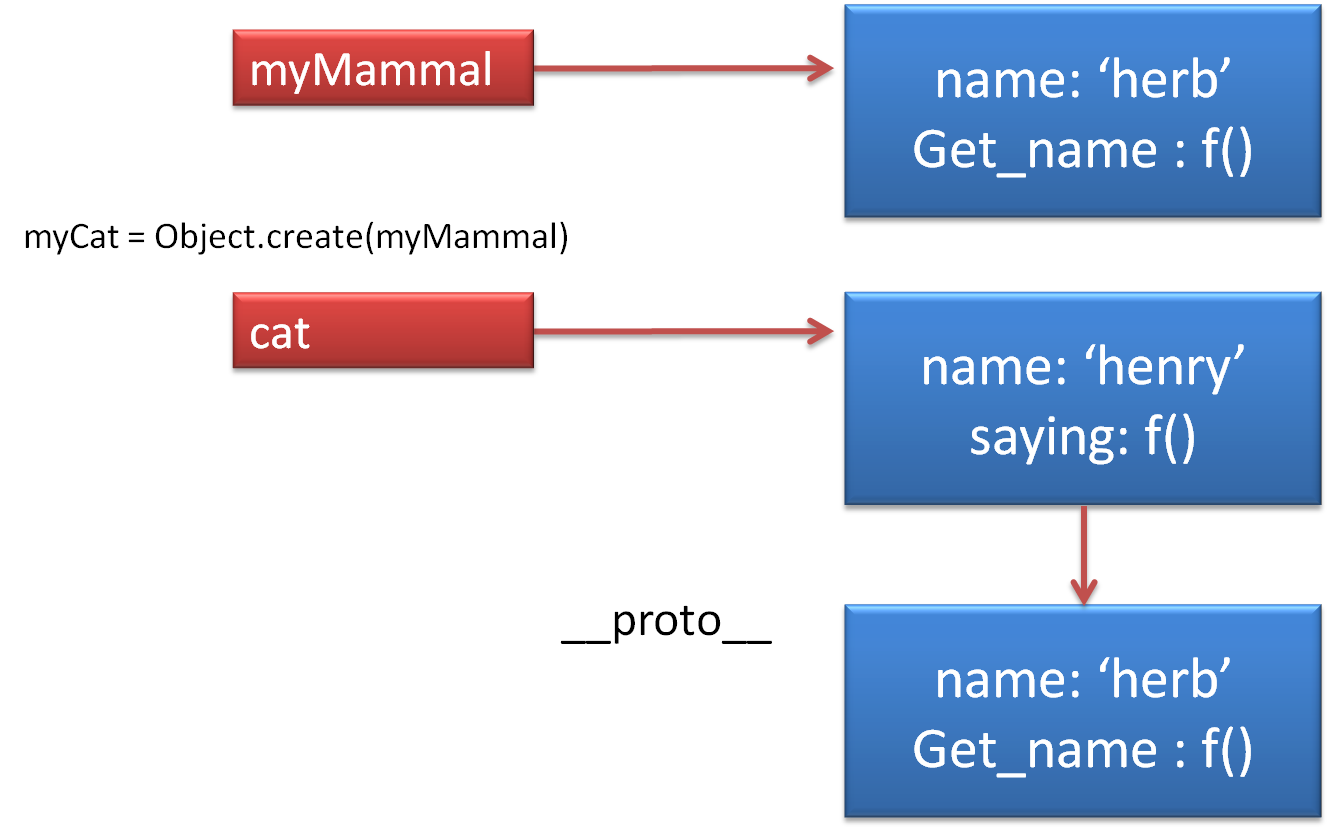 myMammal
name: ‘herb’
Get_name : f()
myCat = Object.create(myMammal)
cat
name: ‘henry’
saying: f()
__proto__
name: ‘herb’
Get_name : f()